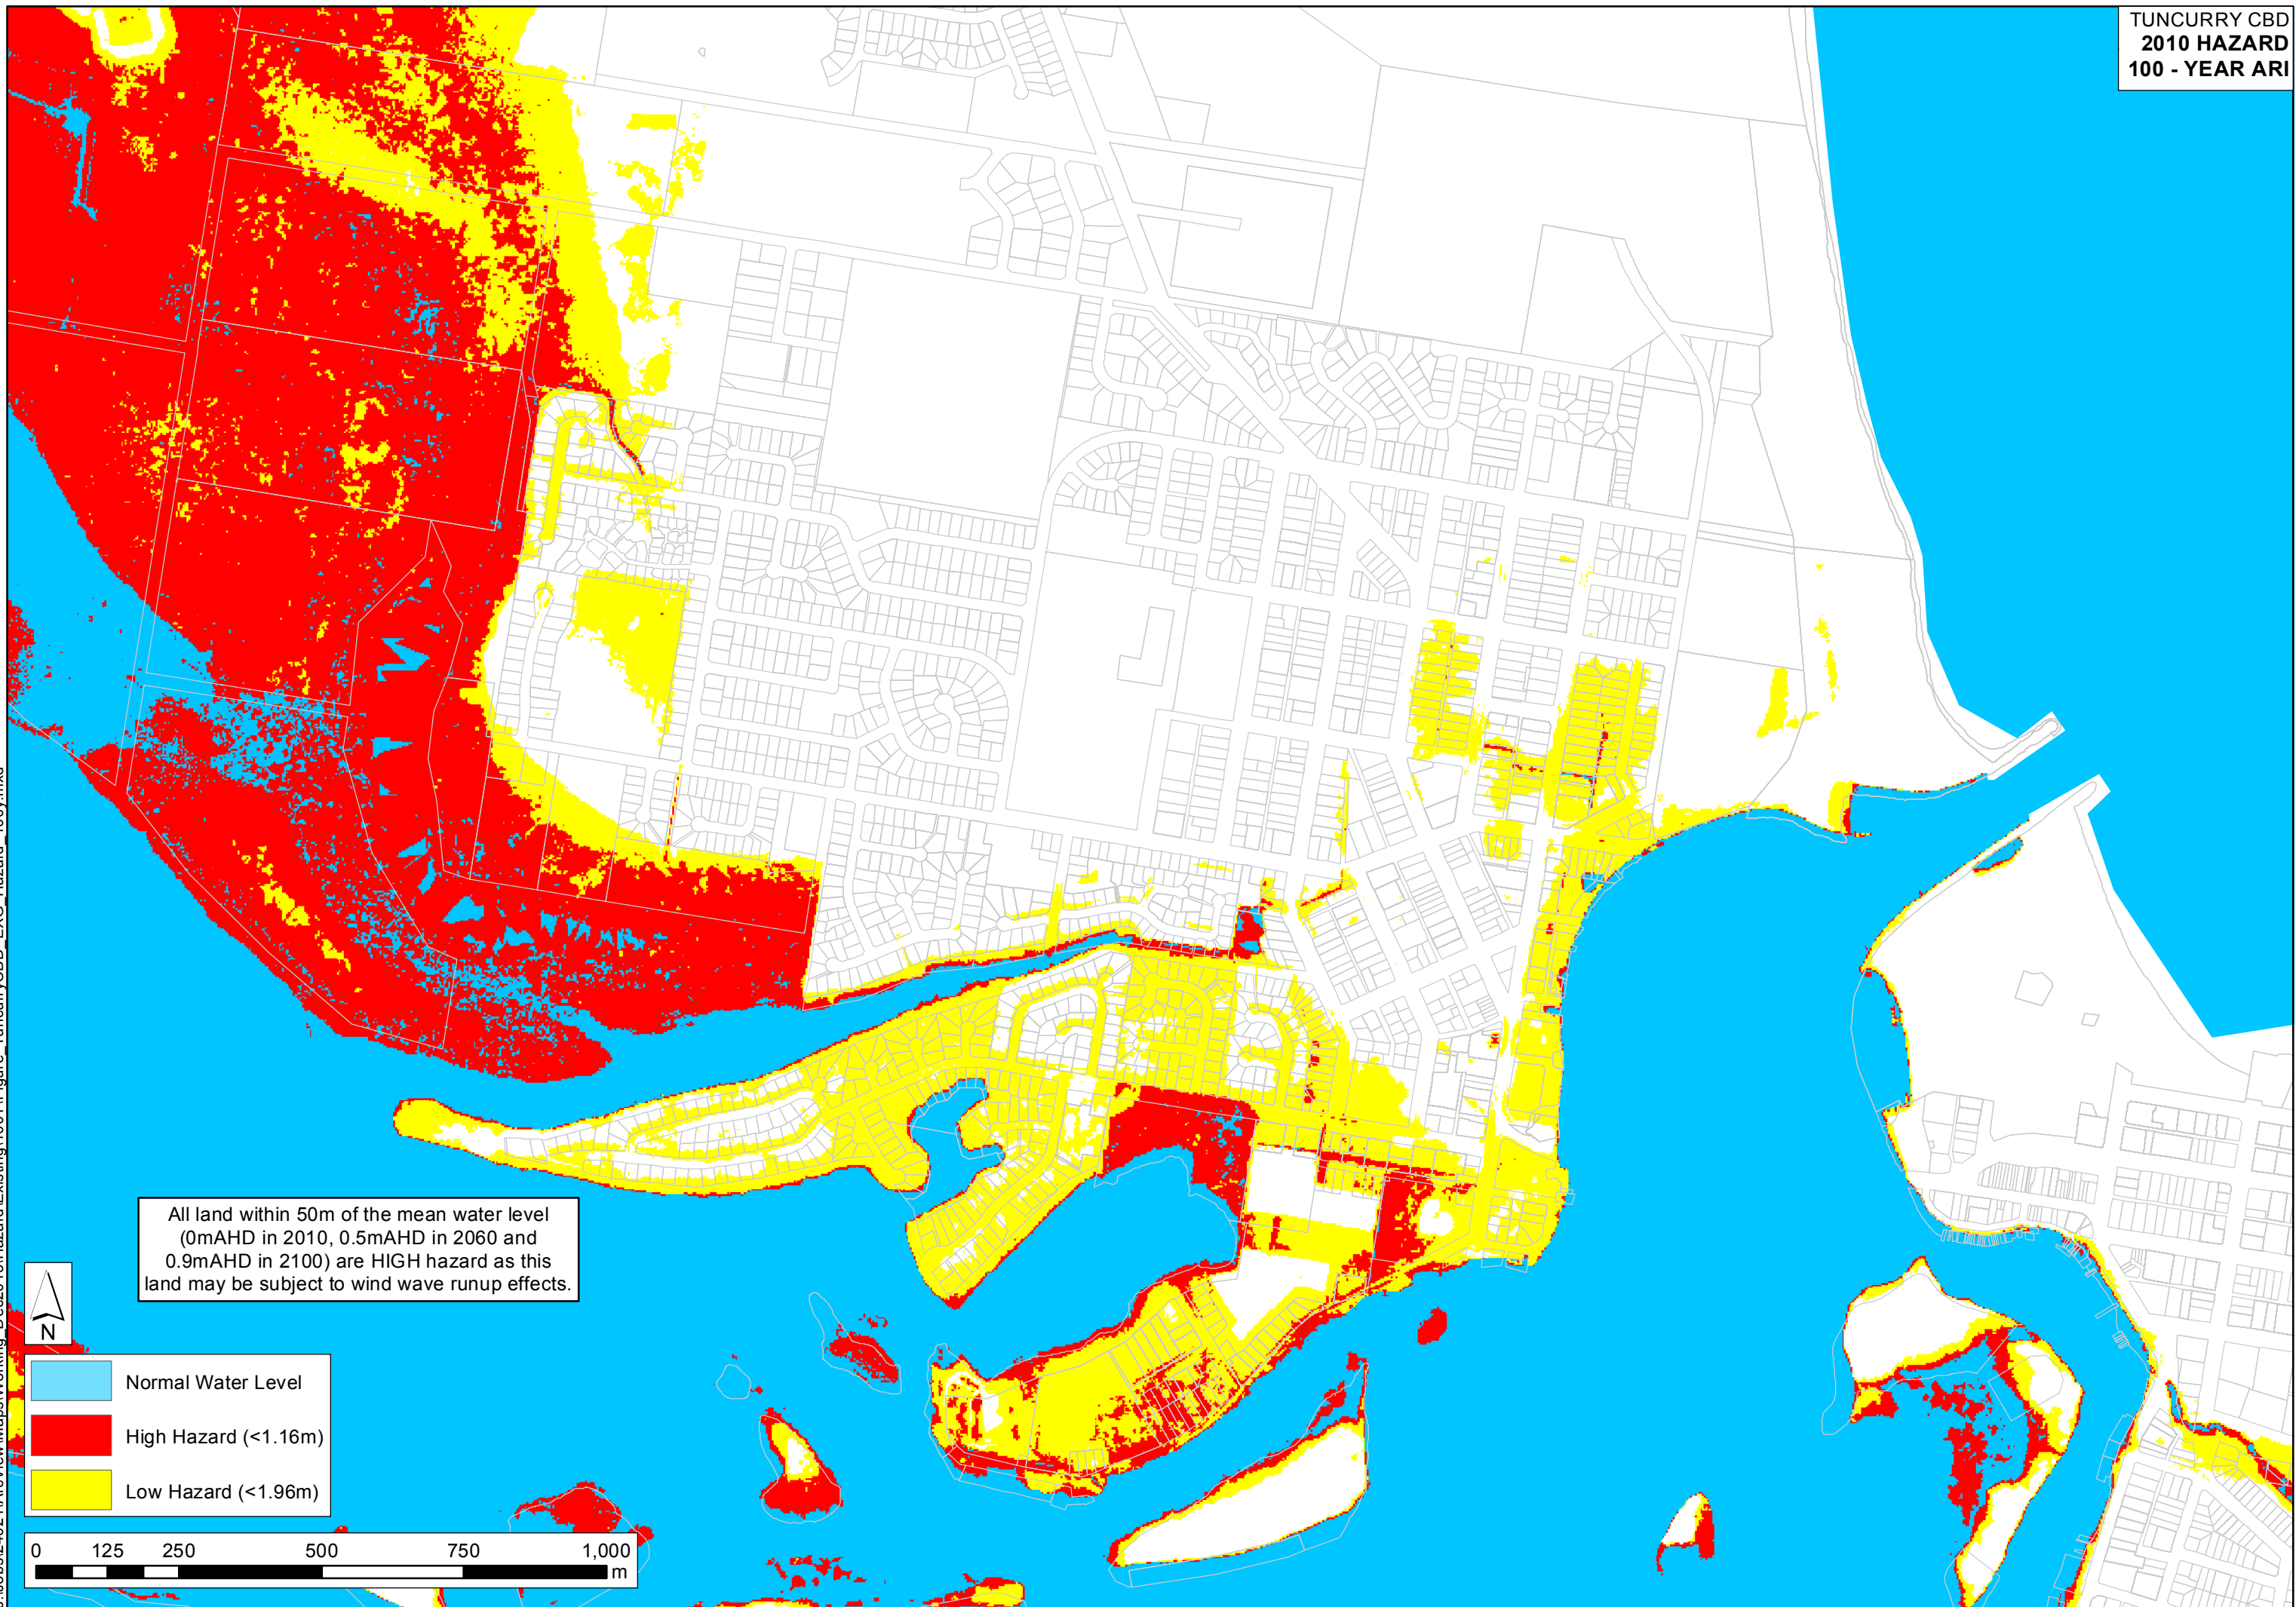 TUNCURRY CBD
2010 HAZARD
100 - YEAR ARI
All land within 50m of the mean water level
(0mAHD in 2010, 0.5mAHD in 2060 and
0.9mAHD in 2100) are HIGH hazard as this
land may be subject to wind wave runup effects.
N
Normal Water Level
High Hazard (<1.16m)
Low Hazard (<1.96m)
0 125 250 500 750 1,000
m